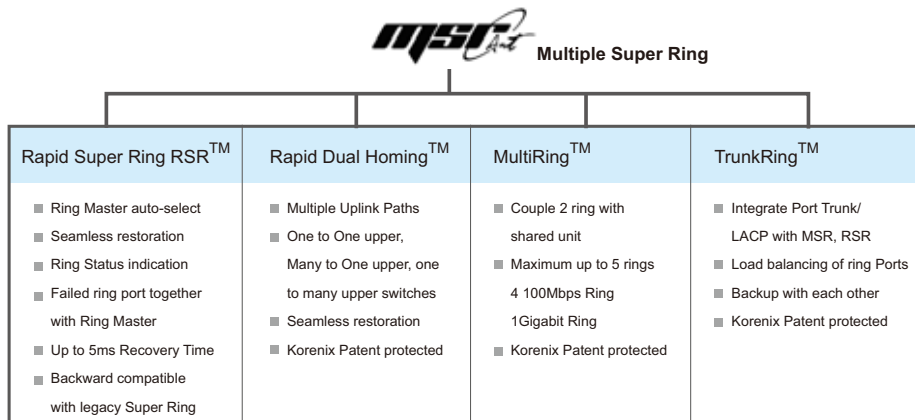 msr Ant
Multiple Super Ring
Rapid Super Ring RSR™
Ring Master auto-select
Seamless restoration
Ring Status indication
Failed ring port together
with Ring Master
Up to 5ms Recovery Time
Backward compatible
with legacy Super Ring
Rapid Dual Homing™
Multiple Uplink Paths
One to One upper,
Many to One upper, one
to many upper switches
Seamless restoration
Korenix Patent protected
MultiRing™
Couple 2 ring with
shared unit
Maximum up to 5 rings
4 100Mbps Ring
1Gigabit Ring
Korenix Patent protected
TrunkRing™
Integrate Port Trunk/
LACP with MSR, RSR
Load balancing of ring Ports
Backup with each other
Korenix Patent protected